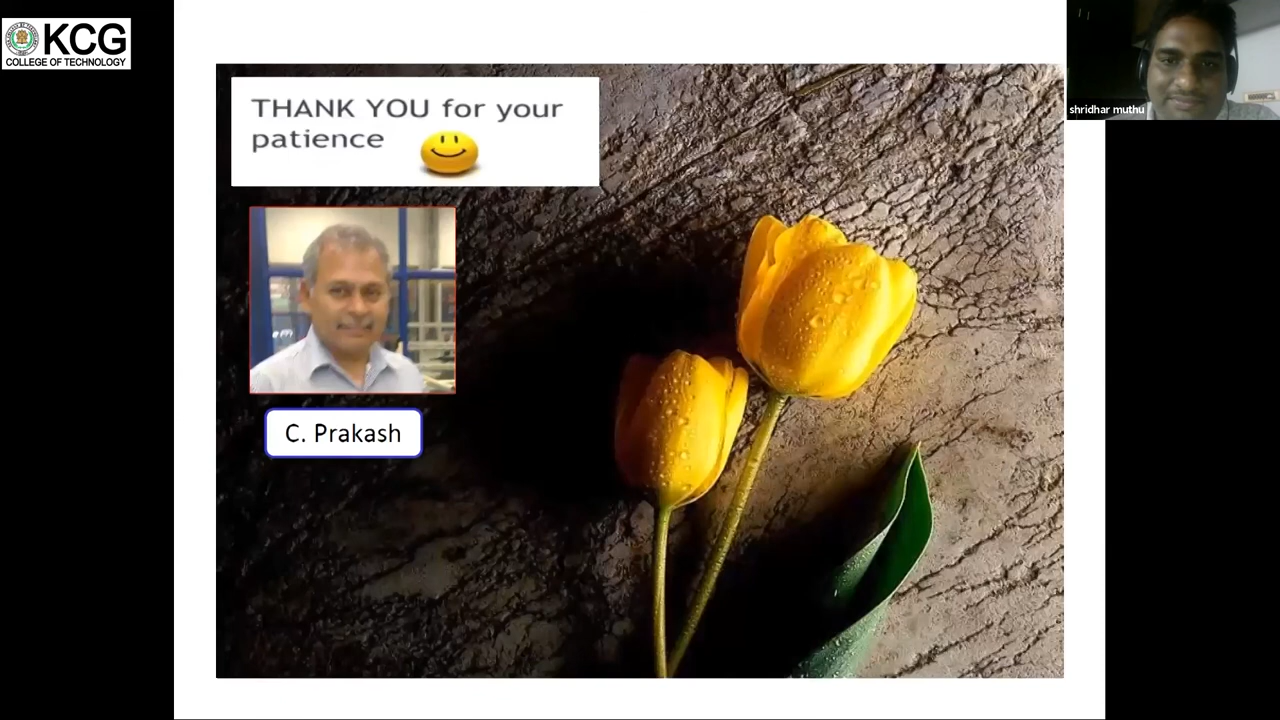 KCG
COLLEGE OF TECHNOLOGY
shridhar muthu
THANK YOU for your
patience
C. Prakash